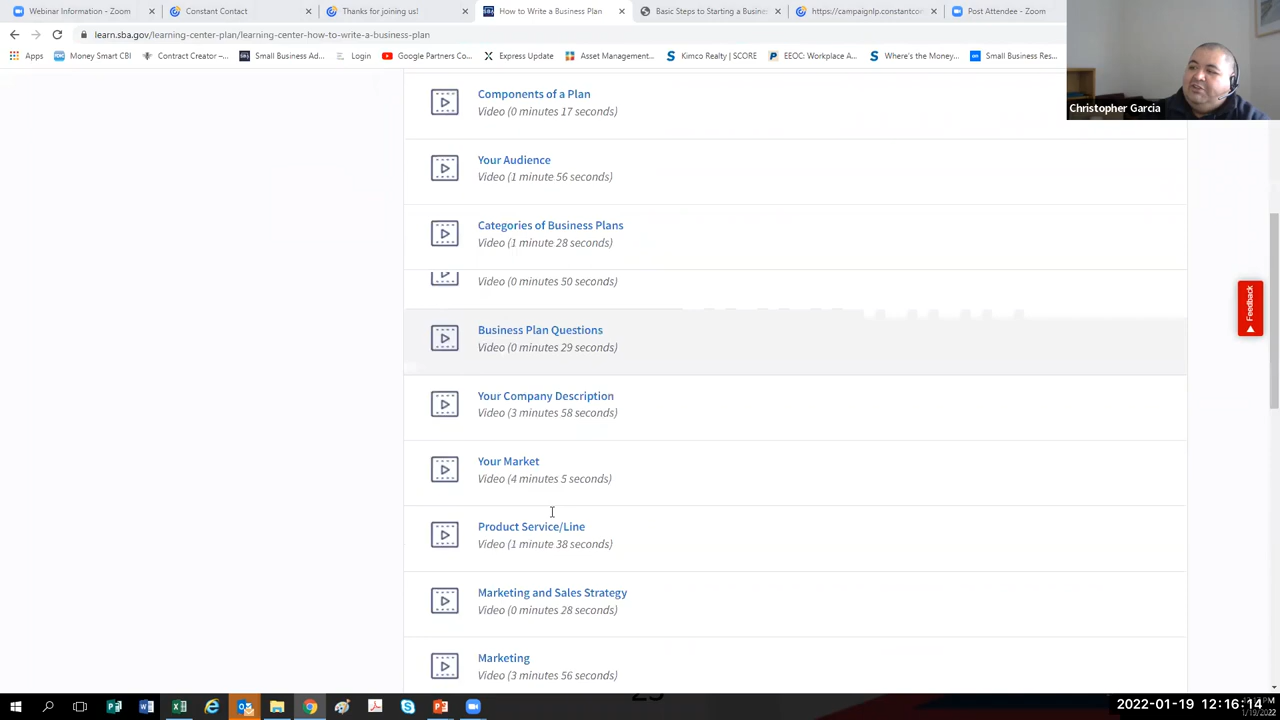 Webinar Information - Zoom
Constant Contact
Thanks for joining us!
How to Write a Business Plan
Basic Steps to Starting a Busine
https://campaignlp.constantco
Post Attendee - Zoom
learn.sba.gov/learning-center-plan/learning-center-how-to-write-a-business-plan
Apps
Money Smart CBI
Contract Creator –...
Small Business Ad...
Login
Google Partners Co...
Express Update
Asset Management...
Kimco Realty | SCORE
EEOC: Workplace A...
Where's the Money...
Small Business Res...
Christopher Garcia
Components of a Plan
Video (0 minutes 17 seconds)
Your Audience
Video (1 minute 56 seconds)
Categories of Business Plans
Video (1 minute 28 seconds)
Video (0 minutes 50 seconds)
Business Plan Questions
Video (0 minutes 29 seconds)
Your Company Description
Video (3 minutes 58 seconds)
Your Market
Video (4 minutes 5 seconds)
Product Service/Line
Video (1 minute 38 seconds)
Marketing and Sales Strategy
Video (0 minutes 28 seconds)
Marketing
Video (3 minutes 56 seconds)
Feedback
2022-01-19 12:16:14